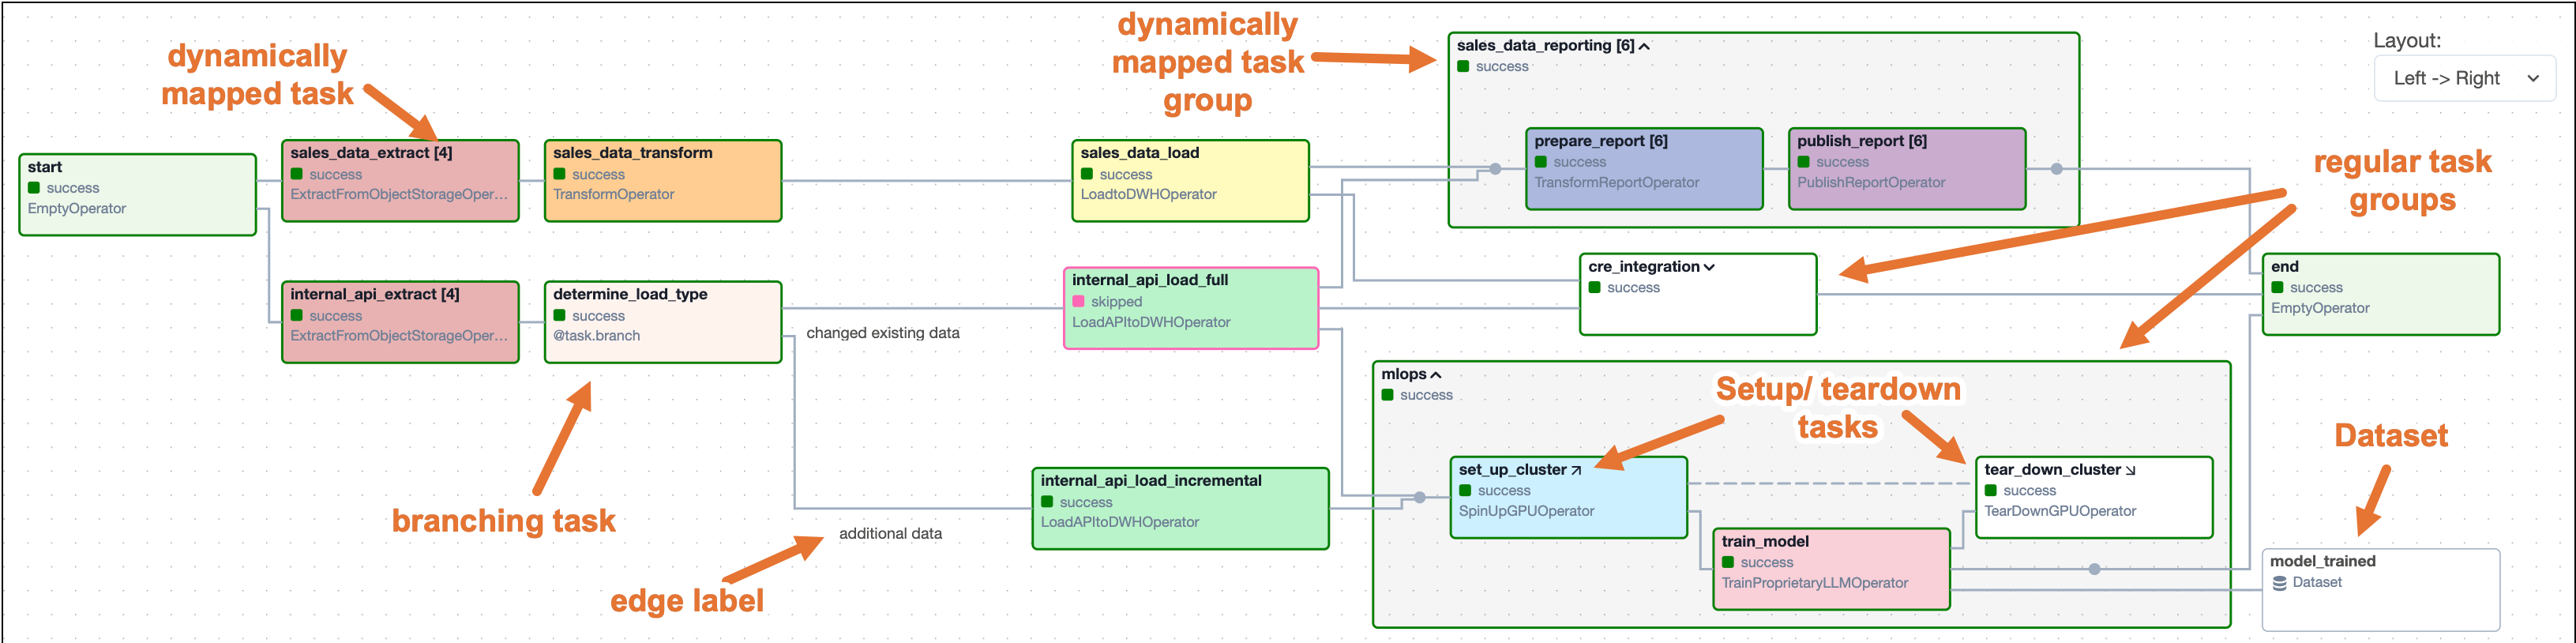 dynamically
mapped task
dynamically
mapped task
group
sales_data_reporting [6]
success
Layout:
Left -> Right
start
success
EmptyOperator
sales_data_extract [4]
success
ExtractFromObjectStorageOper...
sales_data_transform
success
TransformOperator
sales_data_load
success
LoadtoDWHOperator
prepare_report [6]
success
TransformReportOperator
publish_report [6]
success
PublishReportOperator
regular task
groups
internal_api_extract [4]
success
ExtractFromObjectStorageOper...
determine_load_type
success
@task.branch
changed existing data
internal_api_load_full
skipped
LoadAPItoDWHOperator
cre_integration
success
end
success
EmptyOperator
mlops
success
Setup/ teardown
tasks
Dataset
branching task
edge label
additional data
internal_api_load_incremental
success
LoadAPItoDWHOperator
set_up_cluster
success
SpinUpGPUOperator
tear_down_cluster
success
TearDownGPUOperator
train_model
success
TrainProprietaryLLMOperator
model_trained
Dataset